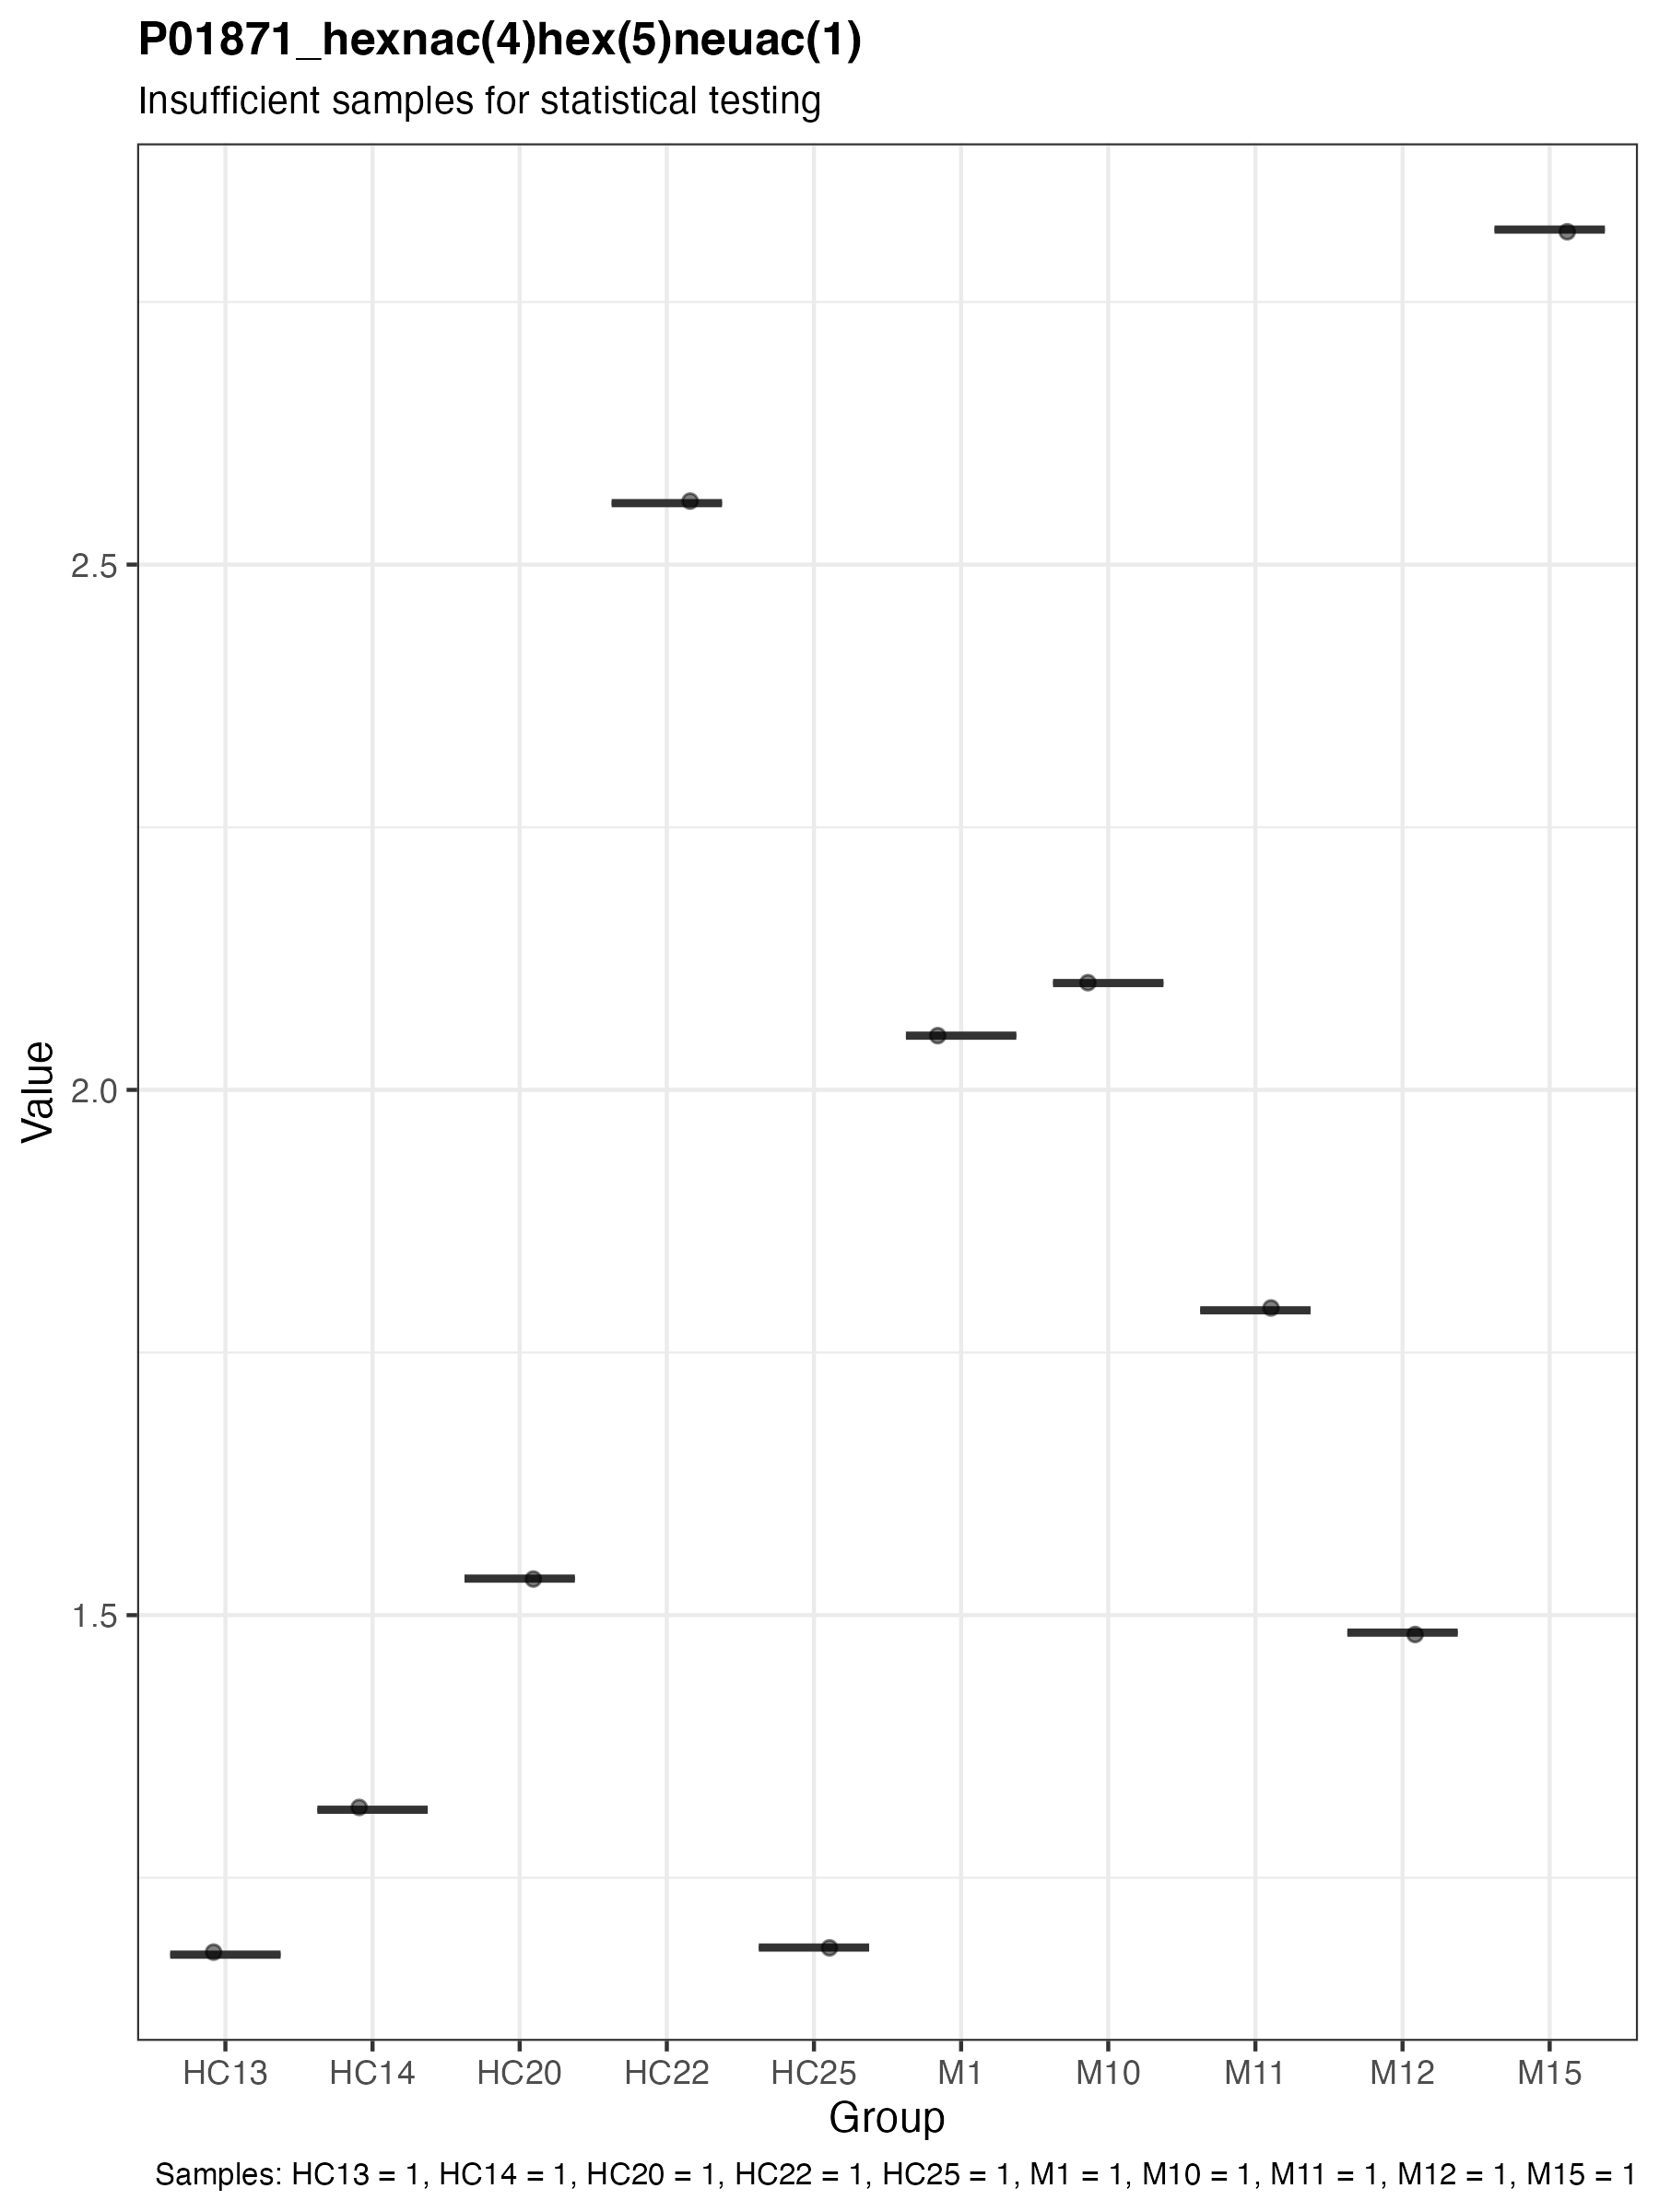 P01871_hexnac(4)hex(5)neuac(1)
Insufficient samples for statistical testing
Value
2.5
2.0
1.5
HC13 HC14 HC20 HC22 HC25 M1 M10 M11 M12 M15
Group
Samples: HC13 = 1, HC14 = 1, HC20 = 1, HC22 = 1, HC25 = 1, M1 = 1, M10 = 1, M11 = 1, M12 = 1, M15 = 1